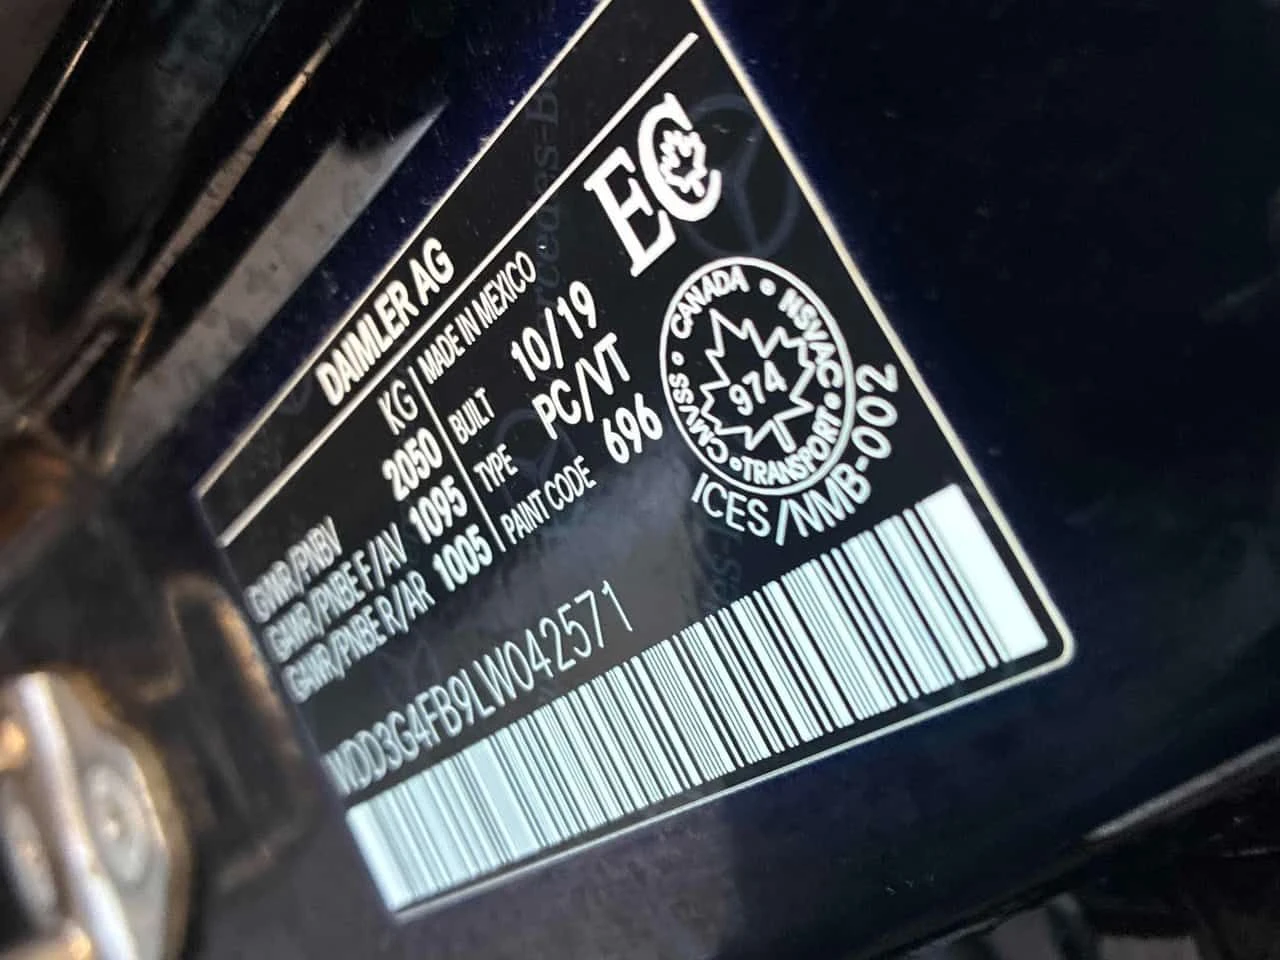 DAIMLER AG
KG
GVWR/PNBV 2050
GAWR/PNBE F/AV 1095
GAWR/PNBE R/AR 1005
MADE IN MEXICO
BUILT 10/19
TYPE PC/VT
PAINT CODE 696
EC
CANADA • NSVAC • TRANSPORT • CMVSS •
974
ICES/NMB-002
WDD3G4FB9LW042571
Mercedes-B